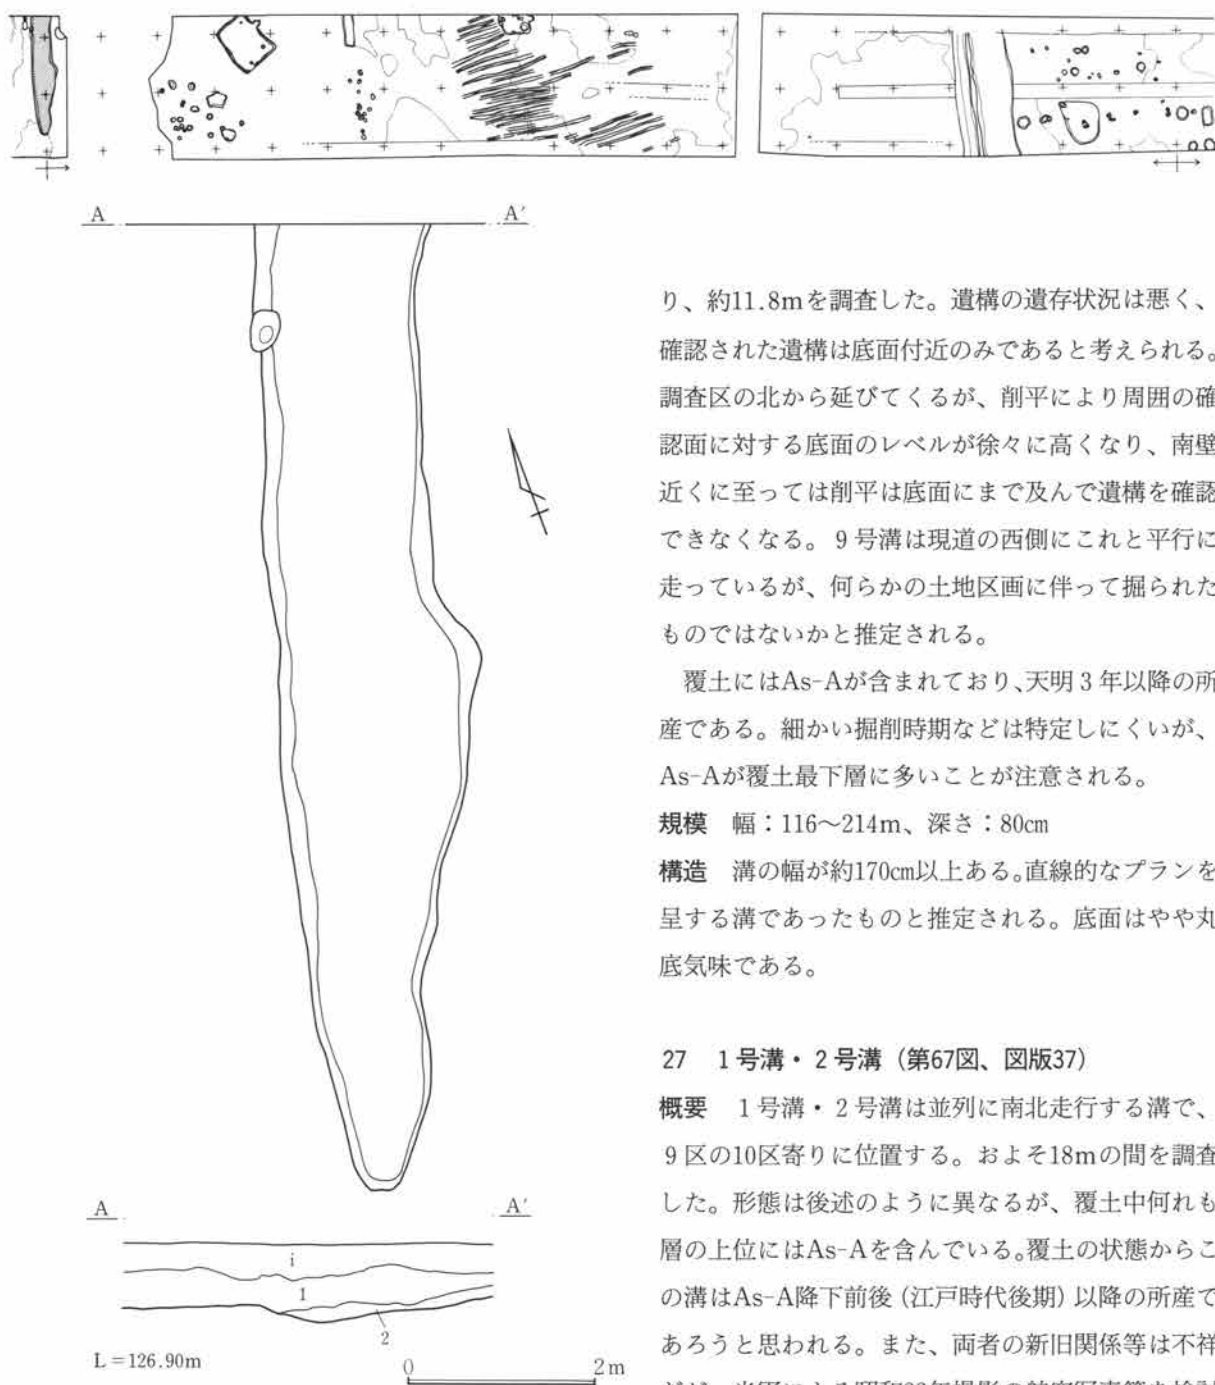 A A′
り、約11.8mを調査した。遺構の遺存状況は悪く、
確認された遺構は底面付近のみであると考えられる。
調査区の北から延びてくるが、削平により周囲の確
認面に対する底面のレベルが徐々に高くなり、南壁
近くに至っては削平は底面にまで及んで遺構を確認
できなくなる。9号溝は現道の西側にこれと平行に
走っているが、何らかの土地区画に伴って掘られた
ものではないかと推定される。
覆土にはAs-Aが含まれており、天明3年以降の所
産である。細かい掘削時期などは特定しにくいが、
As-Aが覆土最下層に多いことが注意される。
規模 幅：116〜214m、深さ：80㎝
構造 溝の幅が約170㎝以上ある。直線的なプランを
呈する溝であったものと推定される。底面はやや丸
底気味である。
27 1号溝・2号溝（第67図、図版37）
概要 1号溝・2号溝は並列に南北走行する溝で、
9区の10区寄りに位置する。およそ18mの間を調査
した。形態は後述のように異なるが、覆土中何れも
層の上位にはAs-Aを含んでいる。覆土の状態からこ
の溝はAs-A降下前後（江戸時代後期）以降の所産で
あろうと思われる。また、両者の新旧関係等は不祥
A A′
i
1
2
L＝126.90m
0 2m